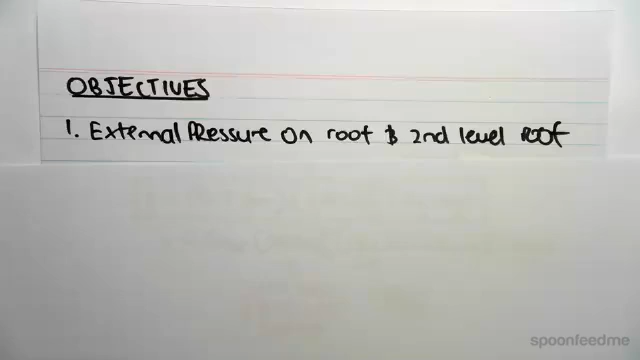 OBJECTIVES
1. External Pressure On roof & 2nd level roof
spoonfeedme